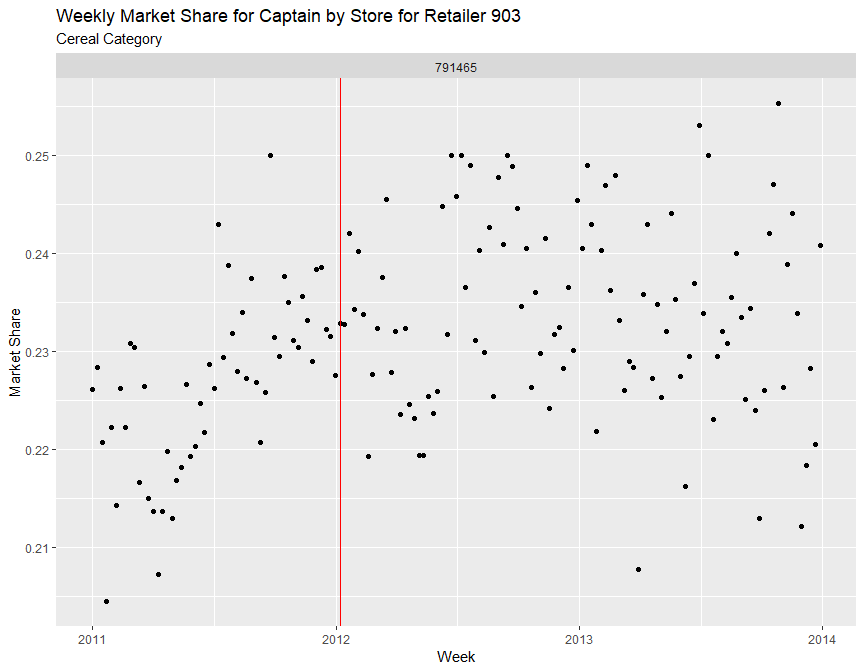 Weekly Market Share for Captain by Store for Retailer 903
Cereal Category
791465
0.25
0.24
0.23
0.22
0.21
Market Share
2011
2012
2013
2014
Week